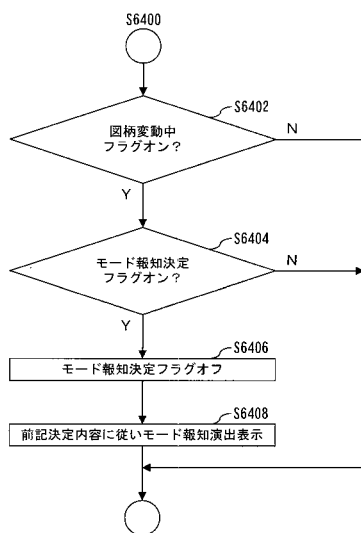 S6400
S6402
図柄変動中
フラグオン？
N
Y
S6404
モード報知決定
フラグオン？
N
Y
S6406
モード報知決定フラグオフ
S6408
前記決定内容に従いモード報知演出表示